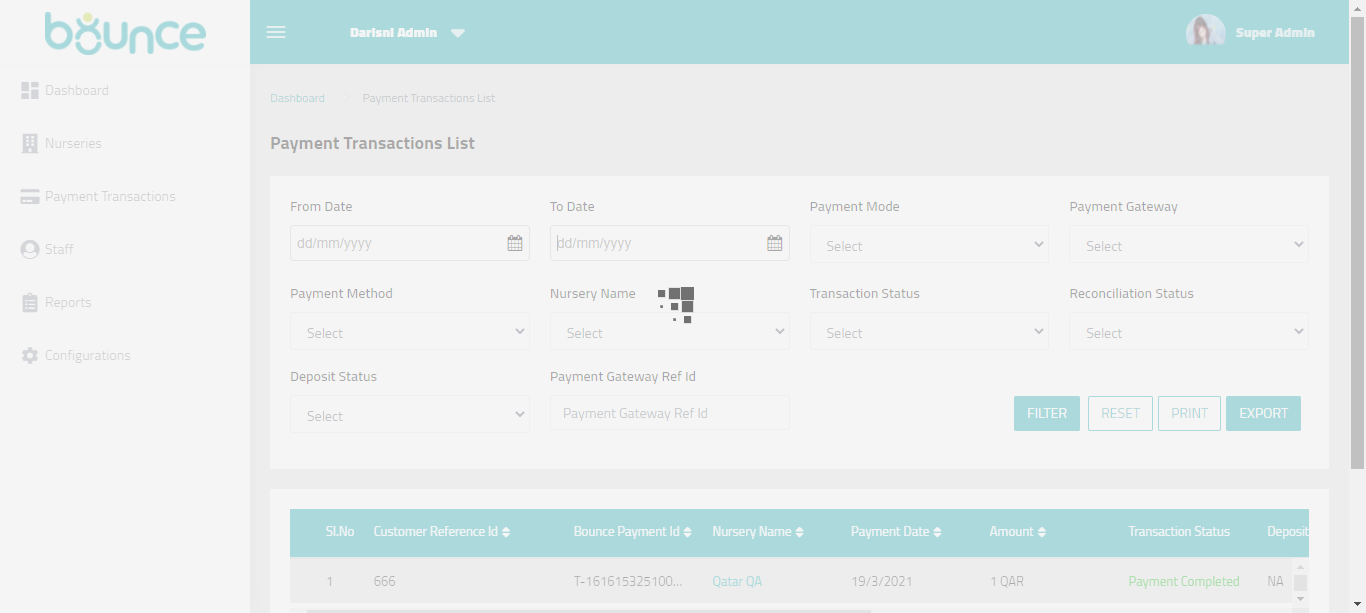 bounce
Darisni Admin
Super Admin
Dashboard
Nurseries
Payment Transactions
Staff
Reports
Configurations
Dashboard
Payment Transactions List
Payment Transactions List
From Date
To Date
Payment Mode
Payment Gateway
dd/mm/yyyy
dd/mm/yyyy
Select
Select
Payment Method
Nursery Name
Transaction Status
Reconciliation Status
Select
Select
Select
Select
Deposit Status
Payment Gateway Ref Id
Select
Payment Gateway Ref Id
FILTER
RESET
PRINT
EXPORT
Sl.No Customer Reference Id Bounce Payment Id Nursery Name Payment Date Amount Transaction Status Deposit
1 666 T-161615325100... Qatar QA 19/3/2021 1 QAR Payment Completed NA